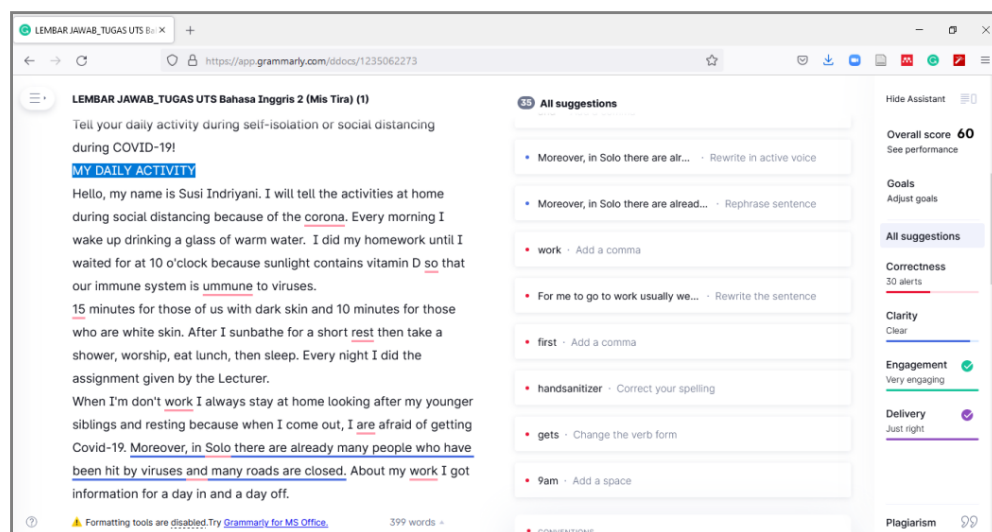 LEMBAR JAWAB_TUGAS UTS Ba
https://app.grammarly.com/ddocs/1235062273
LEMBAR JAWAB_TUGAS UTS Bahasa Inggris 2 (Mis Tira) (1)
Tell your daily activity during self-isolation or social distancing
during COVID-19!
MY DAILY ACTIVITY
Hello, my name is Susi Indriyani. I will tell the activities at home
during social distancing because of the corona. Every morning I
wake up drinking a glass of warm water. I did my homework until I
waited for at 10 o'clock because sunlight contains vitamin D so that
our immune system is ummune to viruses.
15 minutes for those of us with dark skin and 10 minutes for those
who are white skin. After I sunbathe for a short rest then take a
shower, worship, eat lunch, then sleep. Every night I did the
assignment given by the Lecturer.
When I'm don't work I always stay at home looking after my younger
siblings and resting because when I come out, I are afraid of getting
Covid-19. Moreover, in Solo there are already many people who have
been hit by viruses and many roads are closed. About my work I got
information for a day in and a day off.
Formatting tools are disabled.Try Grammarly for MS Office.
399 words
35 All suggestions
Moreover, in Solo there are alr... · Rewrite in active voice
Moreover, in Solo there are alread... · Rephrase sentence
work · Add a comma
For me to go to work usually we... · Rewrite the sentence
first · Add a comma
handsanitizer · Correct your spelling
gets · Change the verb form
9am · Add a space
CONVENTIONS
Hide Assistant
Overall score 60
See performance
Goals
Adjust goals
All suggestions
Correctness
30 alerts
Clarity
Clear
Engagement
Very engaging
Delivery
Just right
Plagiarism